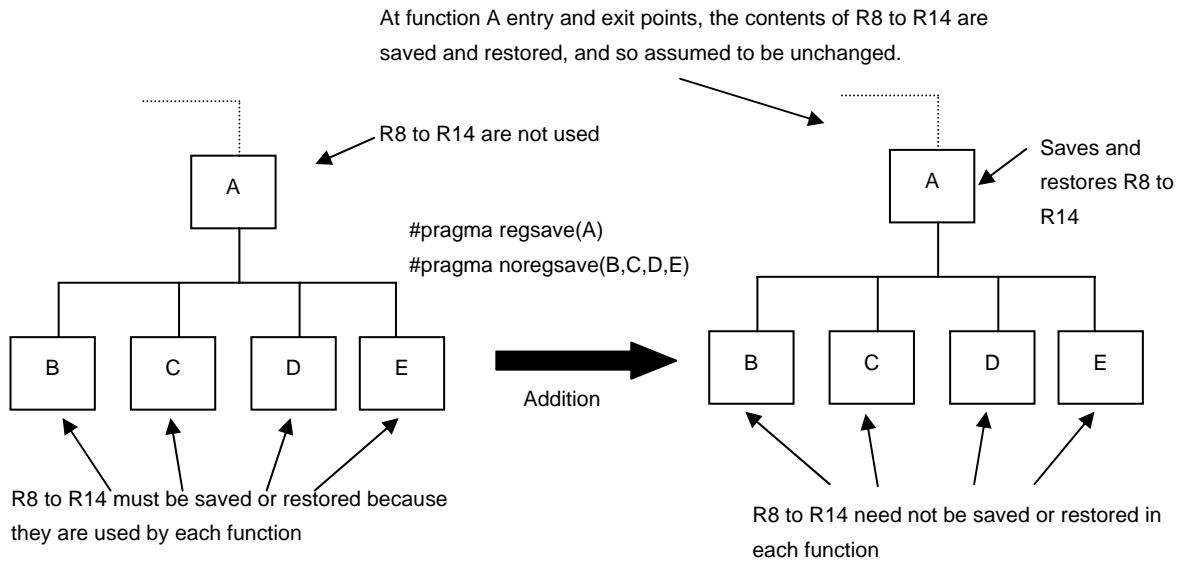 At function A entry and exit points, the contents of R8 to R14 are
saved and restored, and so assumed to be unchanged.
R8 to R14 are not used
A
#pragma regsave(A)
#pragma noregsave(B,C,D,E)
B
C
D
E
R8 to R14 must be saved or restored because
they are used by each function
Addition
A
Saves and
restores R8 to
R14
B
C
D
E
R8 to R14 need not be saved or restored in
each function